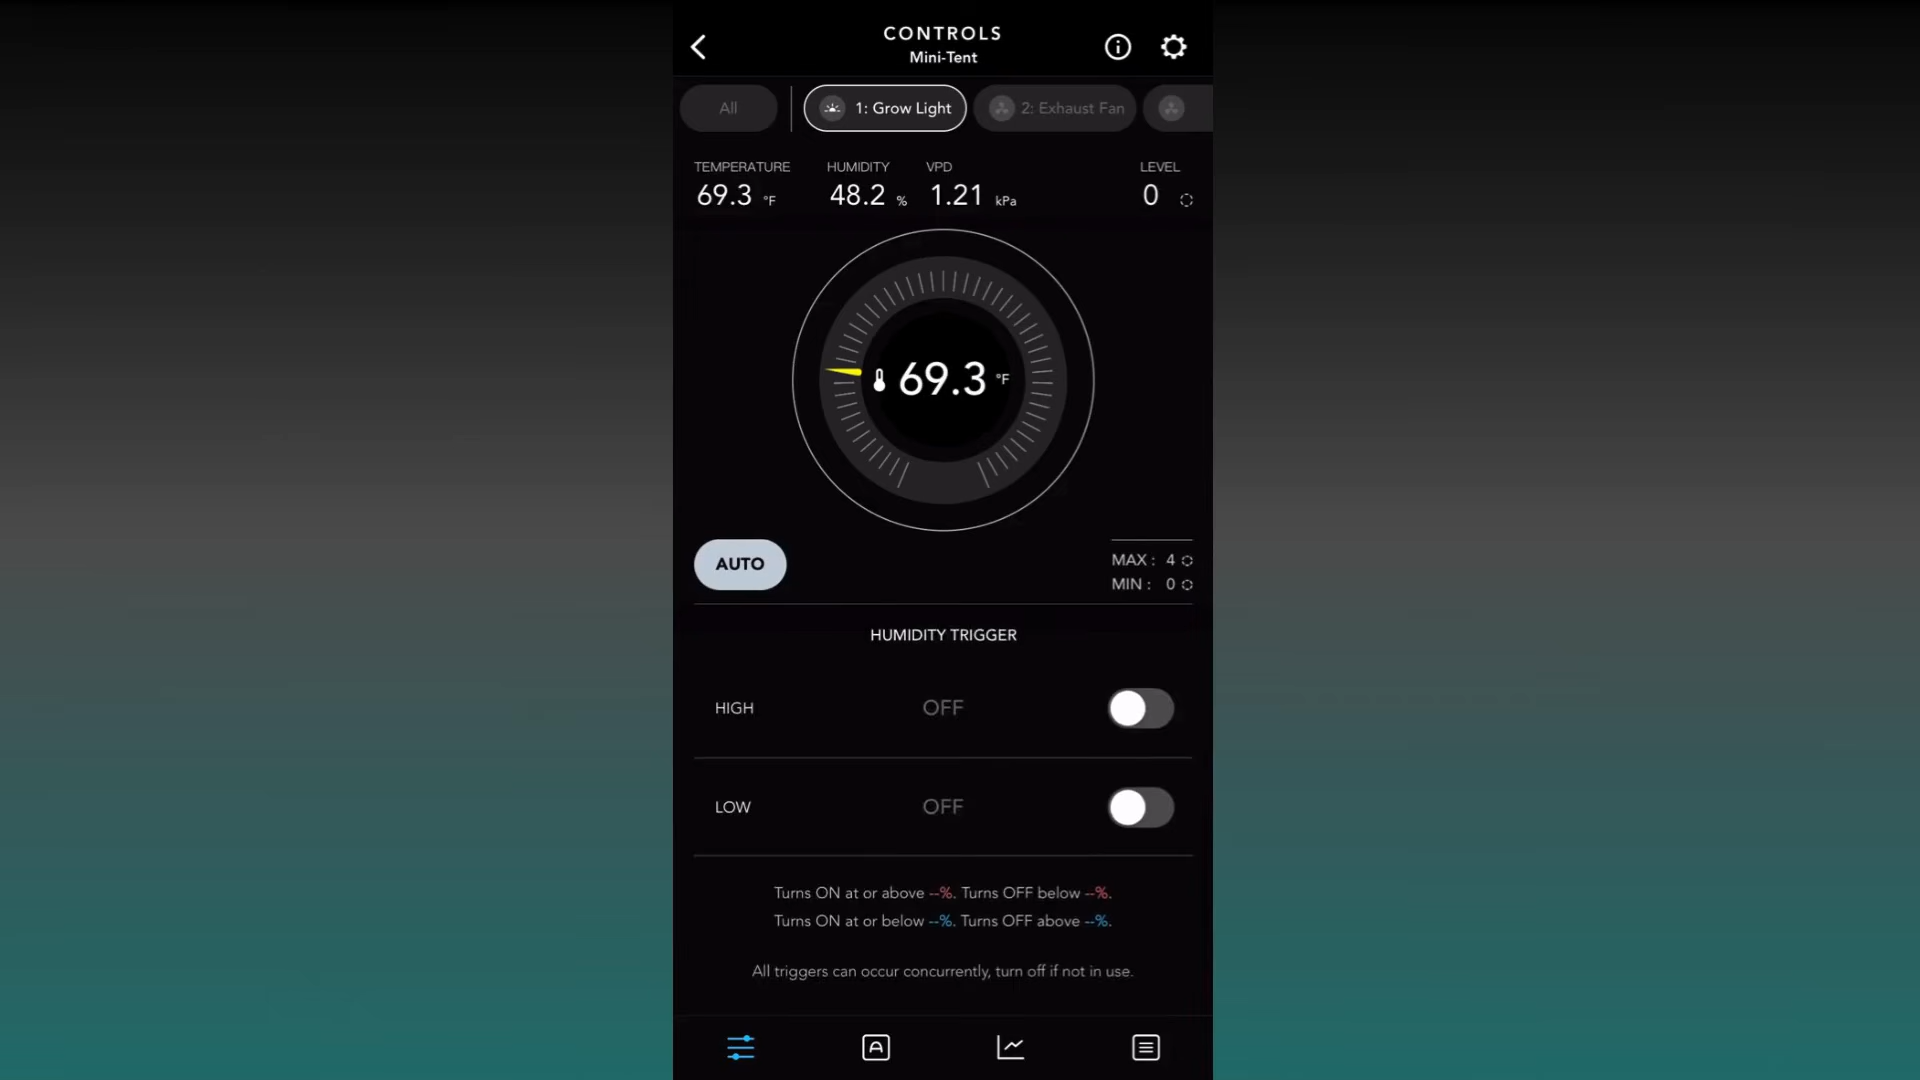 CONTROLS
Mini-Tent
All
1: Grow Light
2: Exhaust Fan
TEMPERATURE HUMIDITY VPD LEVEL
69.3 °F 48.2 % 1.21 kPa 0
69.3 °F
AUTO
MAX : 4
MIN : 0
HUMIDITY TRIGGER
HIGH OFF
LOW OFF
Turns ON at or above --%. Turns OFF below --%.
Turns ON at or below --%. Turns OFF above --%.
All triggers can occur concurrently, turn off if not in use.
A